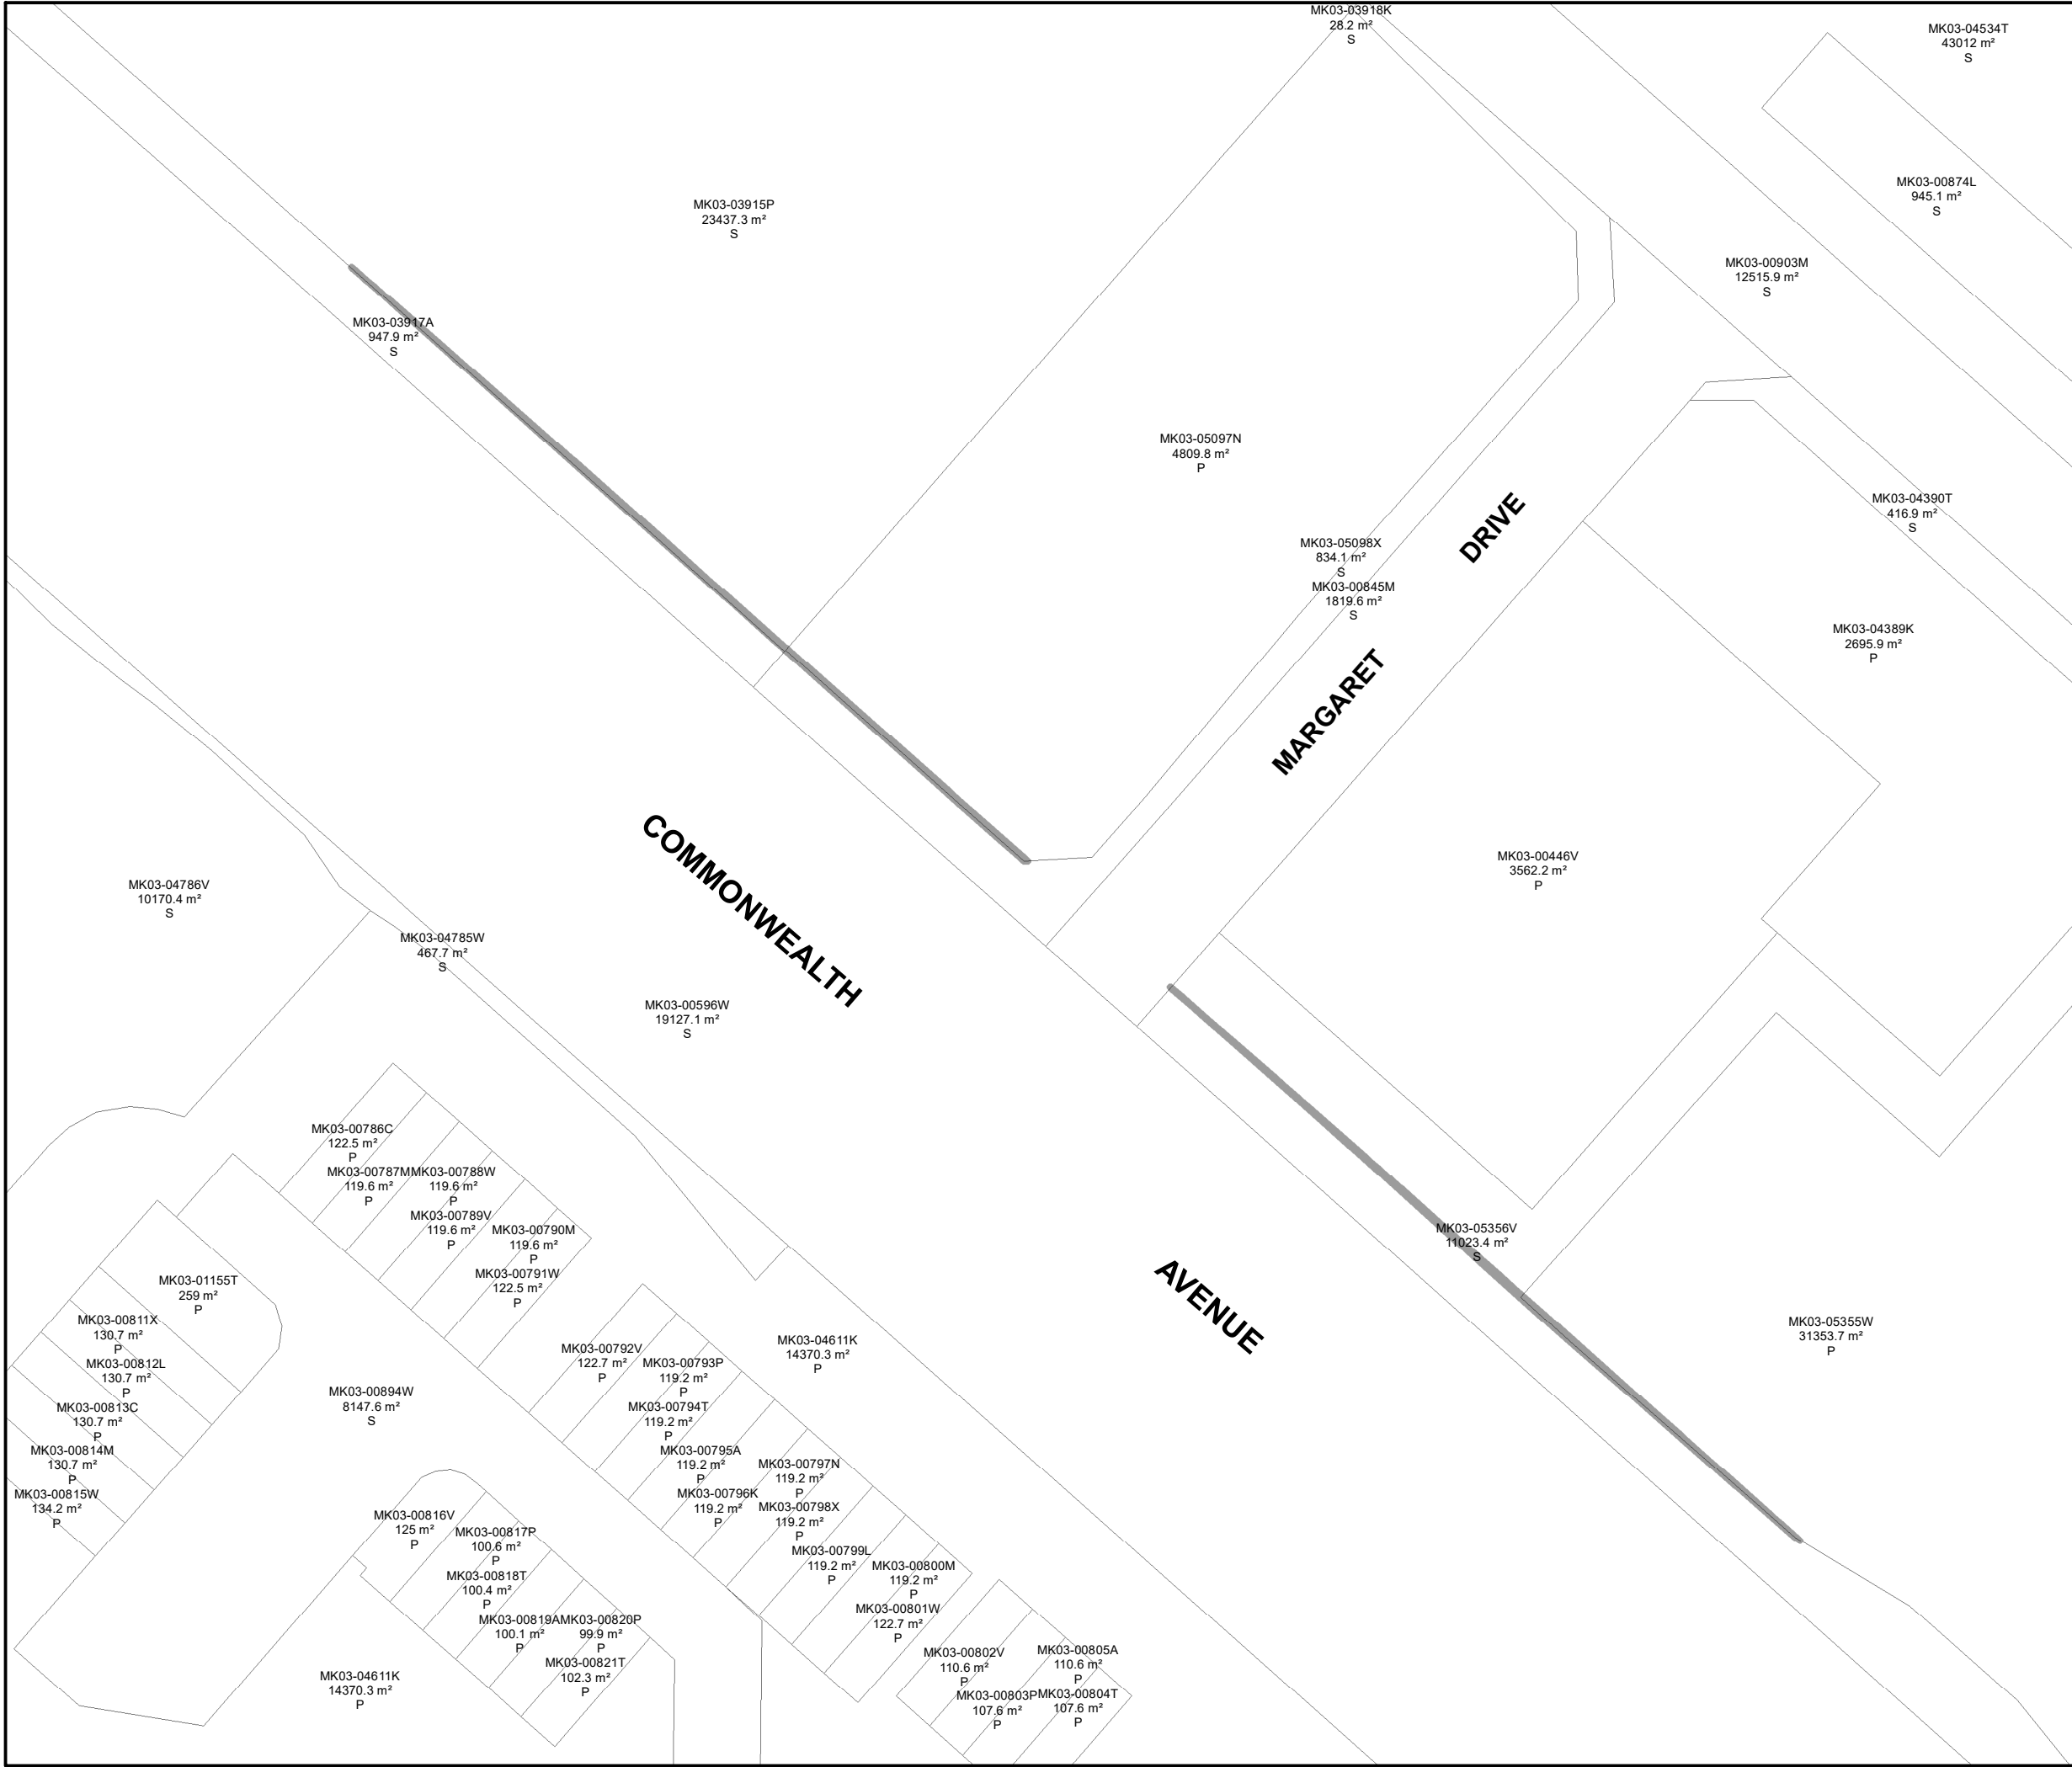 MK03-03918K
28.2 m²
S
MK03-04534T
43012 m²
S
MK03-00874L
945.1 m²
S
MK03-03915P
23437.3 m²
S
MK03-00903M
12515.9 m²
S
MK03-03917A
947.9 m²
S
MK03-05097N
4809.8 m²
P
MK03-04390T
416.9 m²
S
DRIVE
MK03-05098X
834.1 m²
S
MK03-00845M
1819.6 m²
S
MK03-04389K
2695.9 m²
P
MARGARET
MK03-00446V
3562.2 m²
P
COMMONWEALTH
MK03-04786V
10170.4 m²
S
MK03-04785W
467.7 m²
S
MK03-00596W
19127.1 m²
S
MK03-00786C
122.5 m²
P
MK03-00787M
119.6 m²
P
MK03-00788W
119.6 m²
P
MK03-00789V
119.6 m²
P
MK03-00790M
119.6 m²
P
MK03-00791W
122.5 m²
P
MK03-05356V
11023.4 m²
S
AVENUE
MK03-01155T
259 m²
P
MK03-00811X
130.7 m²
P
MK03-00812L
130.7 m²
P
MK03-00813C
130.7 m²
P
MK03-00814M
130.7 m²
P
MK03-00815W
134.2 m²
P
MK03-00894W
8147.6 m²
S
MK03-00792V
122.7 m²
P
MK03-00793P
119.2 m²
P
MK03-00794T
119.2 m²
P
MK03-00795A
119.2 m²
P
MK03-00796K
119.2 m²
P
MK03-00797N
119.2 m²
P
MK03-00798X
119.2 m²
P
MK03-00799L
119.2 m²
P
MK03-00800M
119.2 m²
P
MK03-00801W
122.7 m²
P
MK03-04611K
14370.3 m²
P
MK03-05355W
31353.7 m²
P
MK03-00816V
125 m²
P
MK03-00817P
100.6 m²
P
MK03-00818T
100.4 m²
P
MK03-00819A
100.1 m²
P
MK03-00820P
99.9 m²
P
MK03-00821T
102.3 m²
P
MK03-00802V
110.6 m²
P
MK03-00805A
110.6 m²
P
MK03-00803P
107.6 m²
P
MK03-00804T
107.6 m²
P
MK03-04611K
14370.3 m²
P